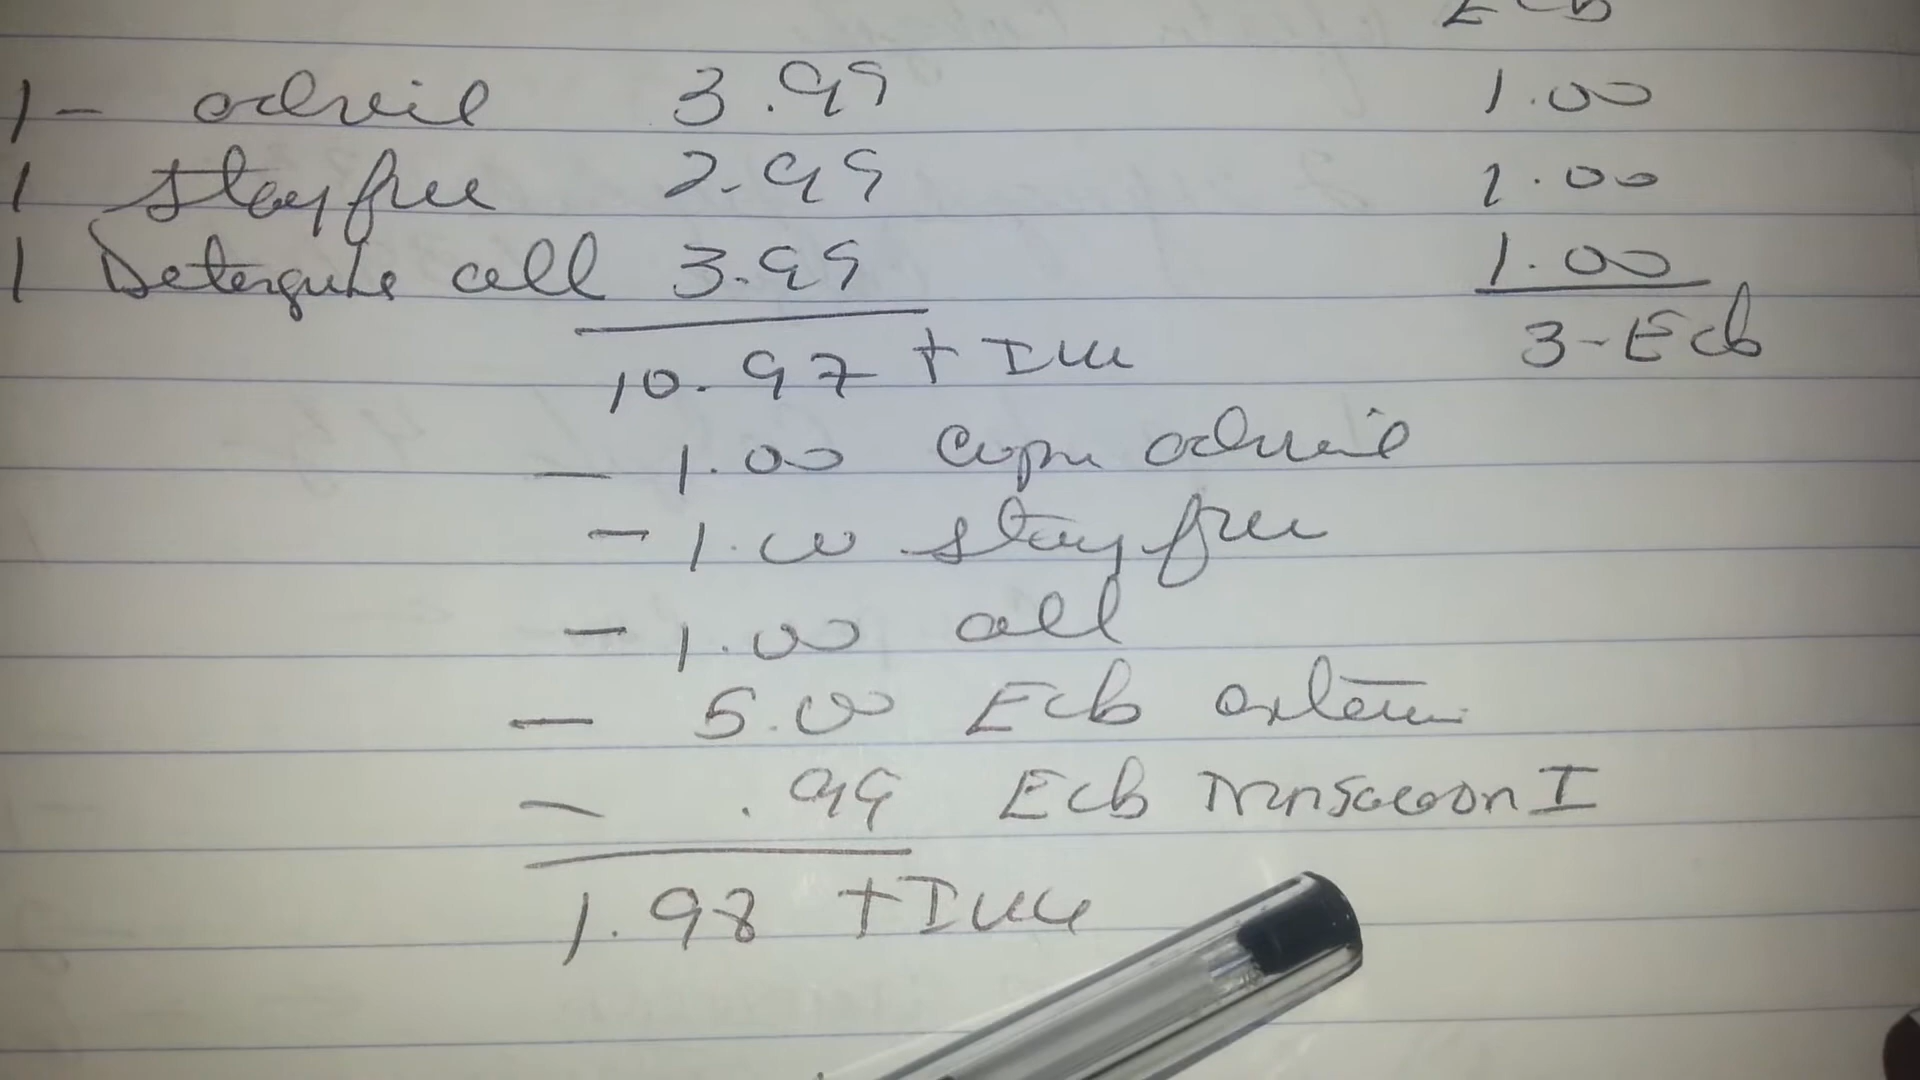 ECB
1- advil 3.99 1.00
1 Stayfree 2.99 1.00
1 Detergente all 3.99 1.00
10.97 + Tax 3-Ecb
- 1.00 Cupon advil
- 1.00 Stayfree
- 1.00 all
- 5.00 Ecb
- .99 Ecb I
1.98 +